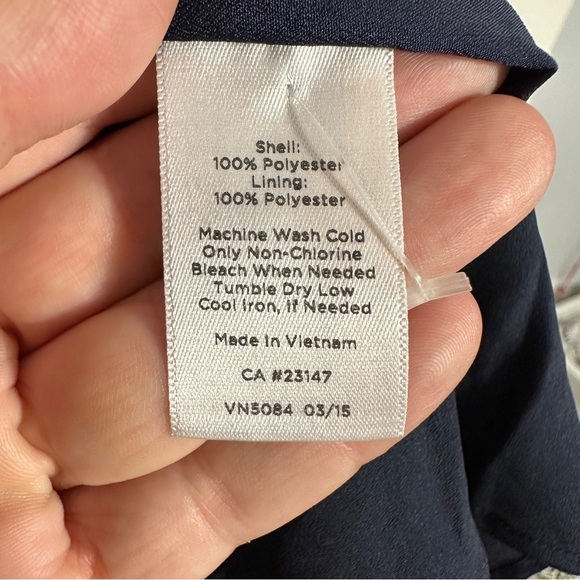 Shell:
100% Polyester
Lining:
100% Polyester
Machine Wash Cold
Only Non-Chlorine
Bleach When Needed
Tumble Dry Low
Cool Iron, If Needed
Made In Vietnam
CA #23147
VN5084 03/15